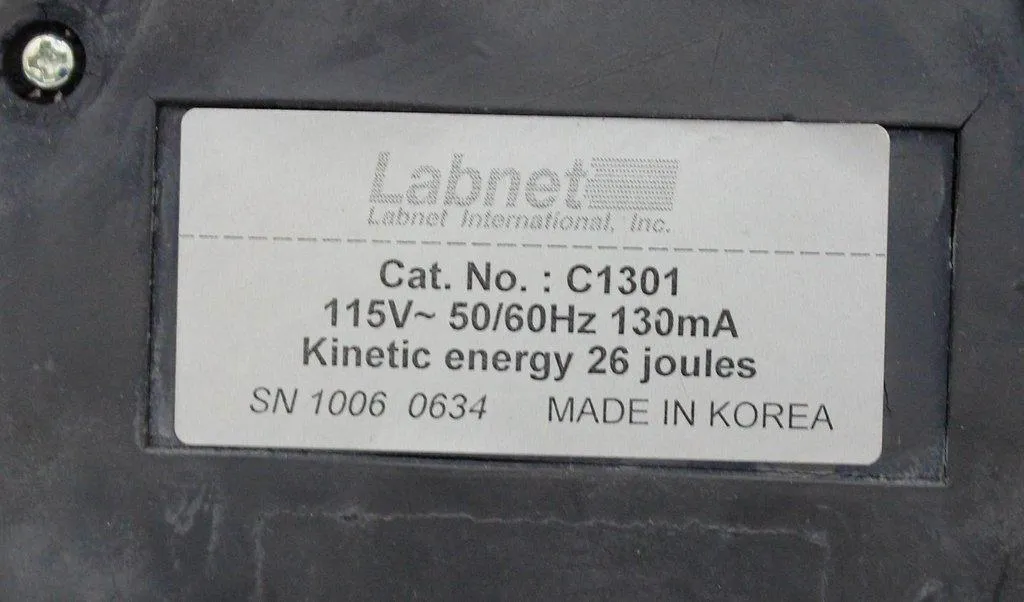 Labnet
Labnet International, Inc.
Cat. No. : C1301
115V~ 50/60Hz 130mA
Kinetic energy 26 joules
SN 1006 0634 MADE IN KOREA